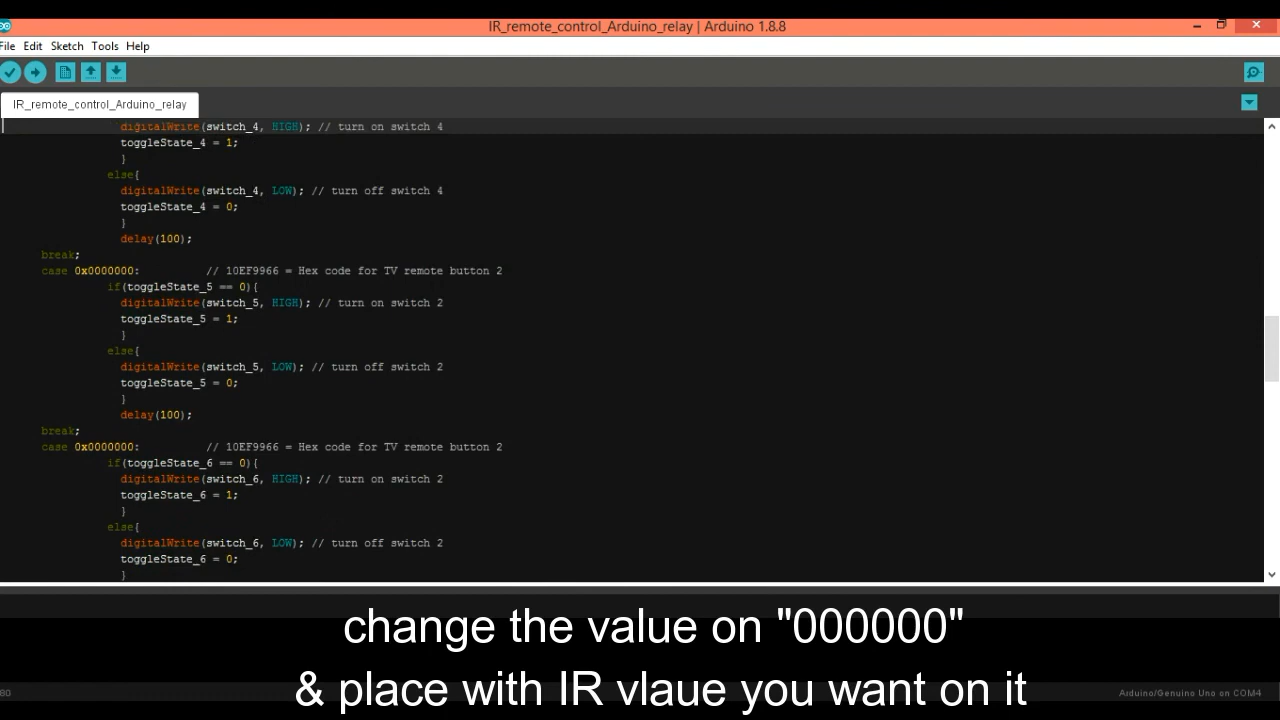 IR_remote_control_Arduino_relay | Arduino 1.8.8
File Edit Sketch Tools Help
IR_remote_control_Arduino_relay
digitalWrite(switch_4, HIGH); // turn on switch 4
toggleState_4 = 1;
}
else{
digitalWrite(switch_4, LOW); // turn off switch 4
toggleState_4 = 0;
}
delay(100);
break;
case 0x0000000: // 10EF9966 = Hex code for TV remote button 2
if(toggleState_5 == 0){
digitalWrite(switch_5, HIGH); // turn on switch 2
toggleState_5 = 1;
}
else{
digitalWrite(switch_5, LOW); // turn off switch 2
toggleState_5 = 0;
}
delay(100);
break;
case 0x0000000: // 10EF9966 = Hex code for TV remote button 2
if(toggleState_6 == 0){
digitalWrite(switch_6, HIGH); // turn on switch 2
toggleState_6 = 1;
}
else{
digitalWrite(switch_6, LOW); // turn off switch 2
toggleState_6 = 0;
}
change the value on "000000"
& place with IR vlaue you want on it
80 Arduino/Genuino Uno on COM4